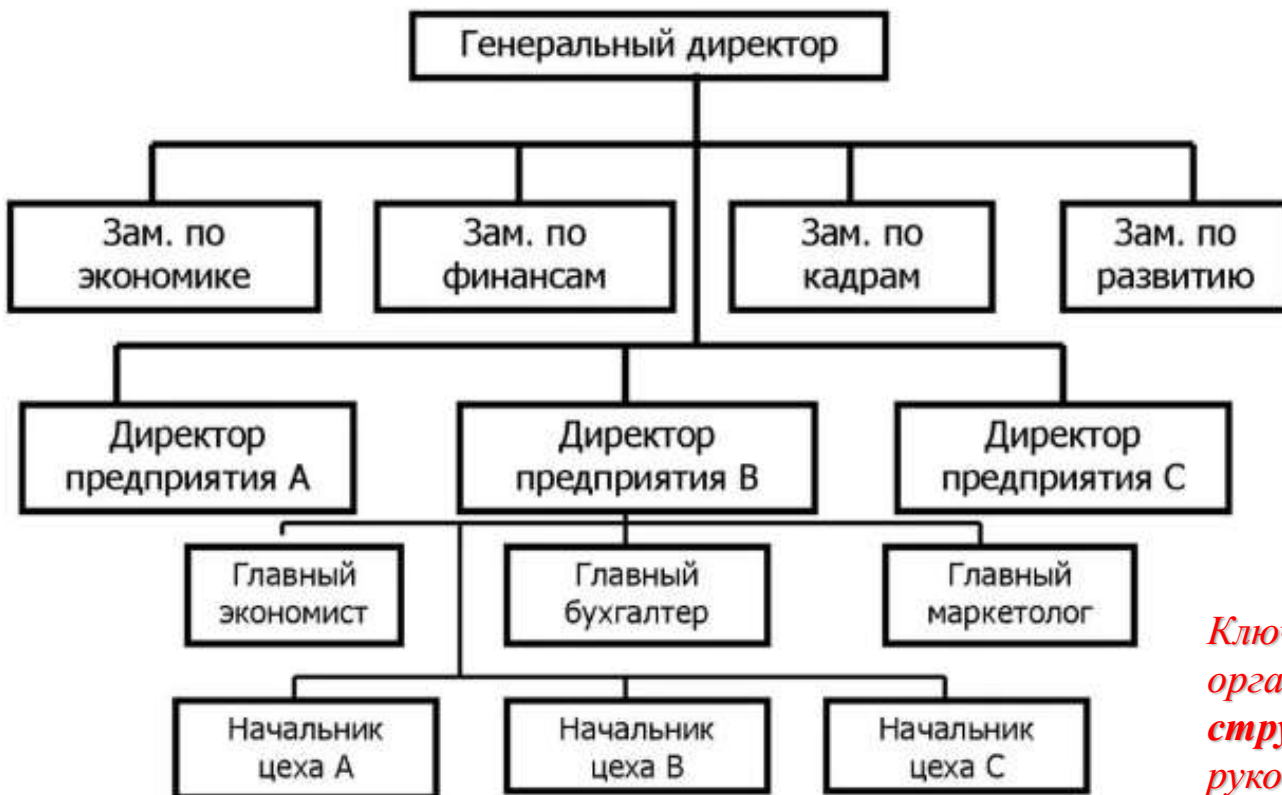 Генеральный директор
Зам. по
экономике
Зам. по
финансам
Зам. по
кадрам
Зам. по
развитию
Директор
предприятия А
Директор
предприятия В
Директор
предприятия С
Главный
экономист
Главный
бухгалтер
Главный
маркетолог
Начальник
цеха А
Начальник
цеха В
Начальник
цеха С